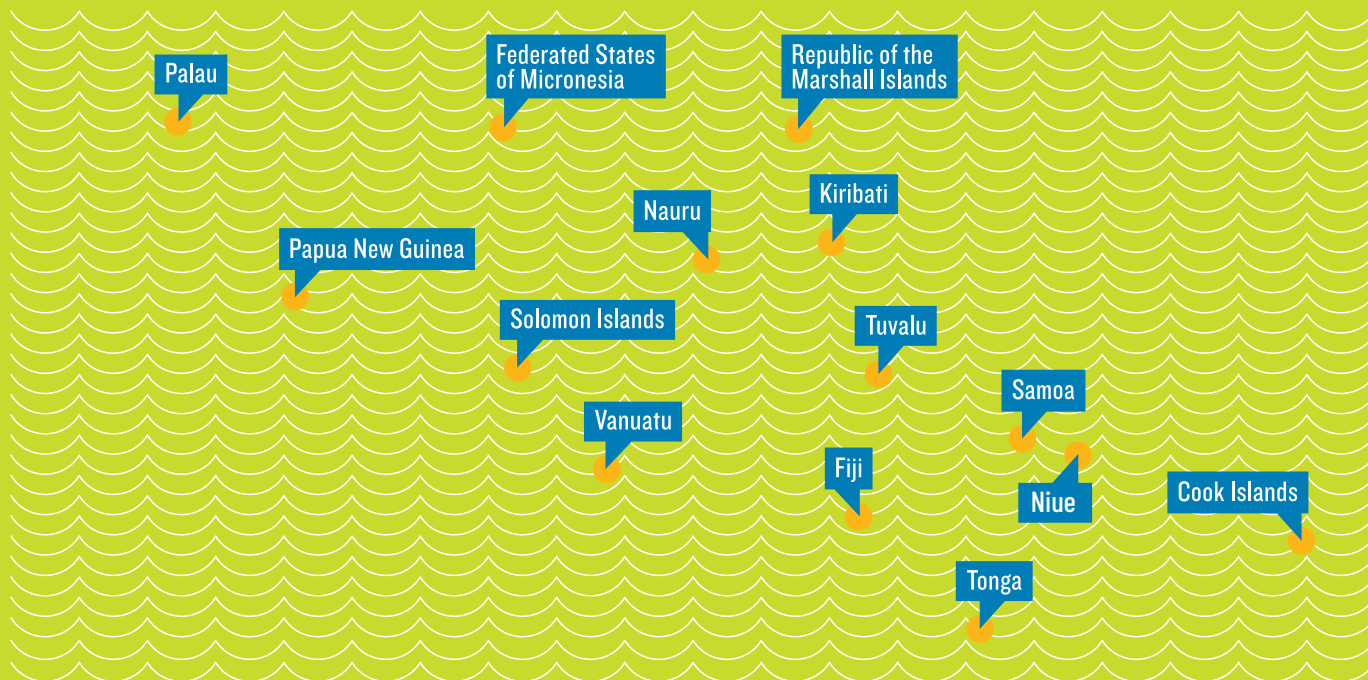 Palau
Federated States
of Micronesia
Republic of the
Marshall Islands
Kiribati
Nauru
Papua New Guinea
Solomon Islands
Tuvalu
Samoa
Vanuatu
Fiji
Niue
Cook Islands
Tonga